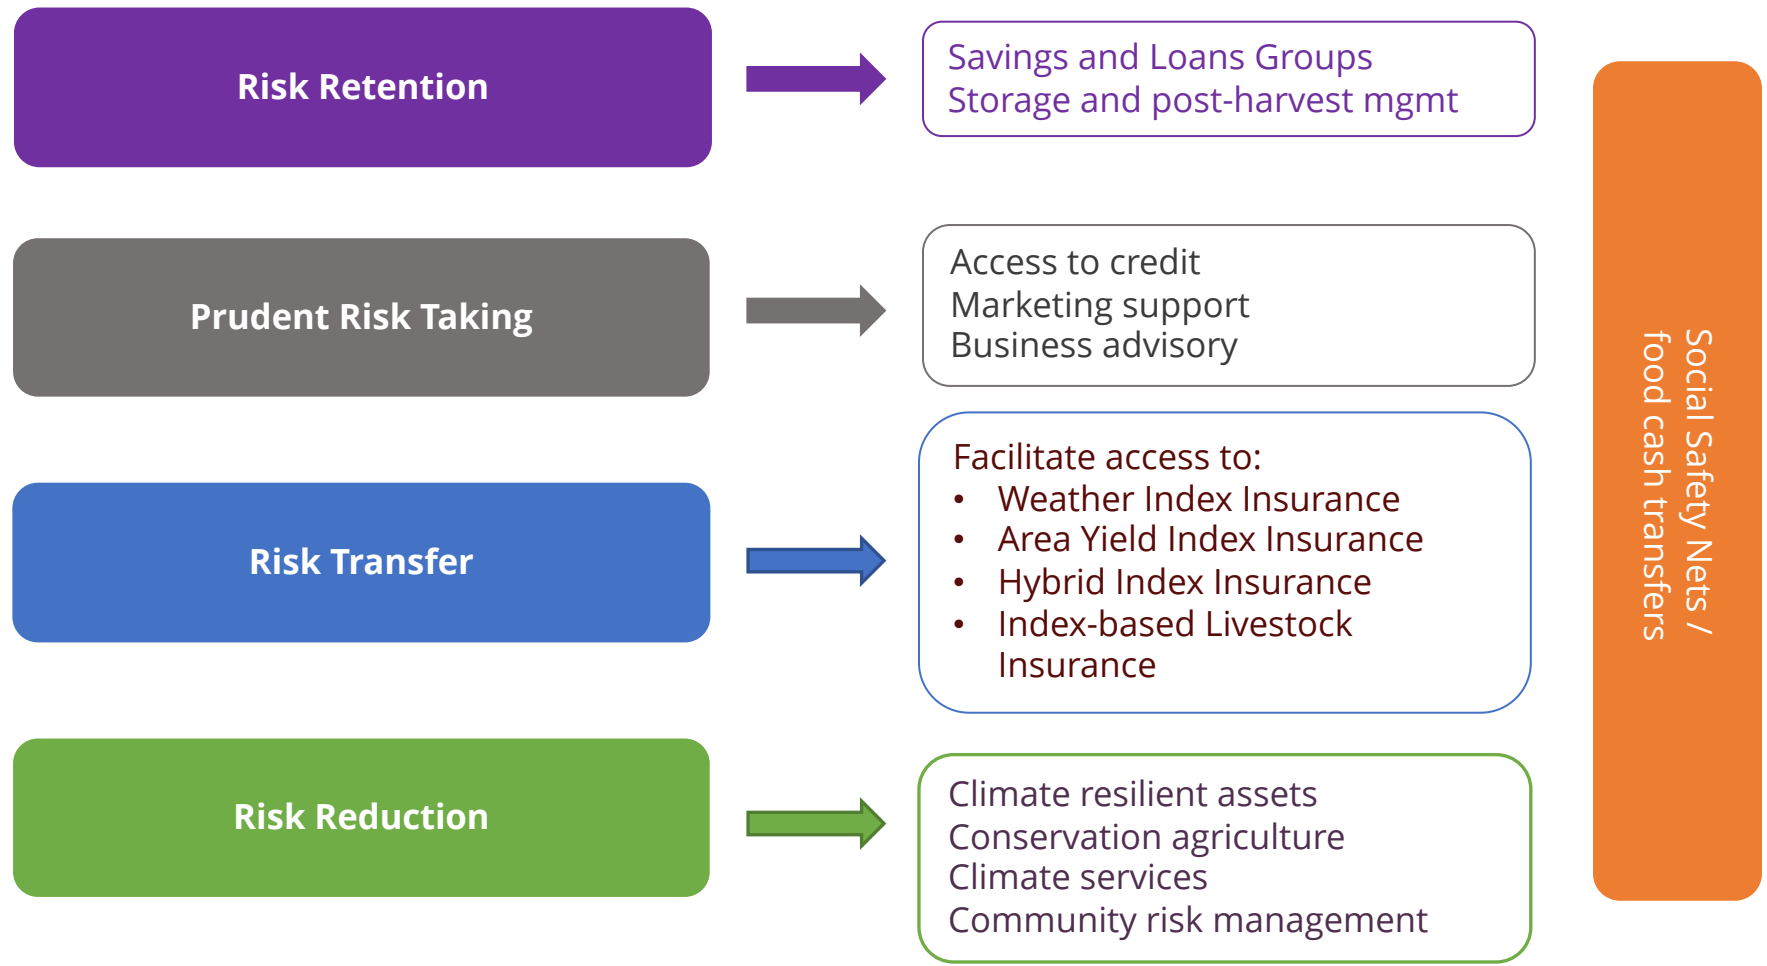 Risk Retention
Savings and Loans Groups
Storage and post-harvest mgmt
Prudent Risk Taking
Access to credit
Marketing support
Business advisory
Risk Transfer
Facilitate access to:
• Weather Index Insurance
• Area Yield Index Insurance
• Hybrid Index Insurance
• Index-based Livestock
Insurance
Risk Reduction
Climate resilient assets
Conservation agriculture
Climate services
Community risk management
Social Safety Nets /
food cash transfers